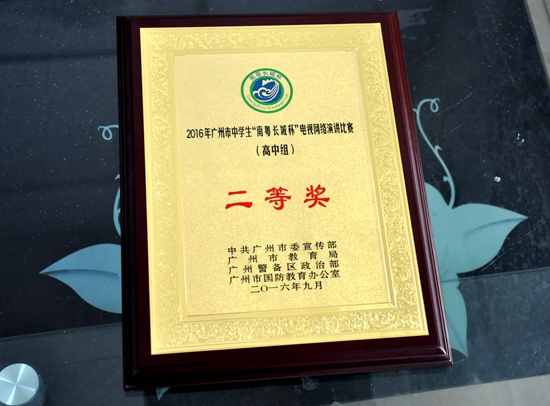 2016年广州市中学生“南粤长城杯”电视网络演讲比赛
（高中组）
二等奖
中共广州市委宣传部
广州市教育局
广州警备区政治部
广州市国防教育办公室
二○一六年九月